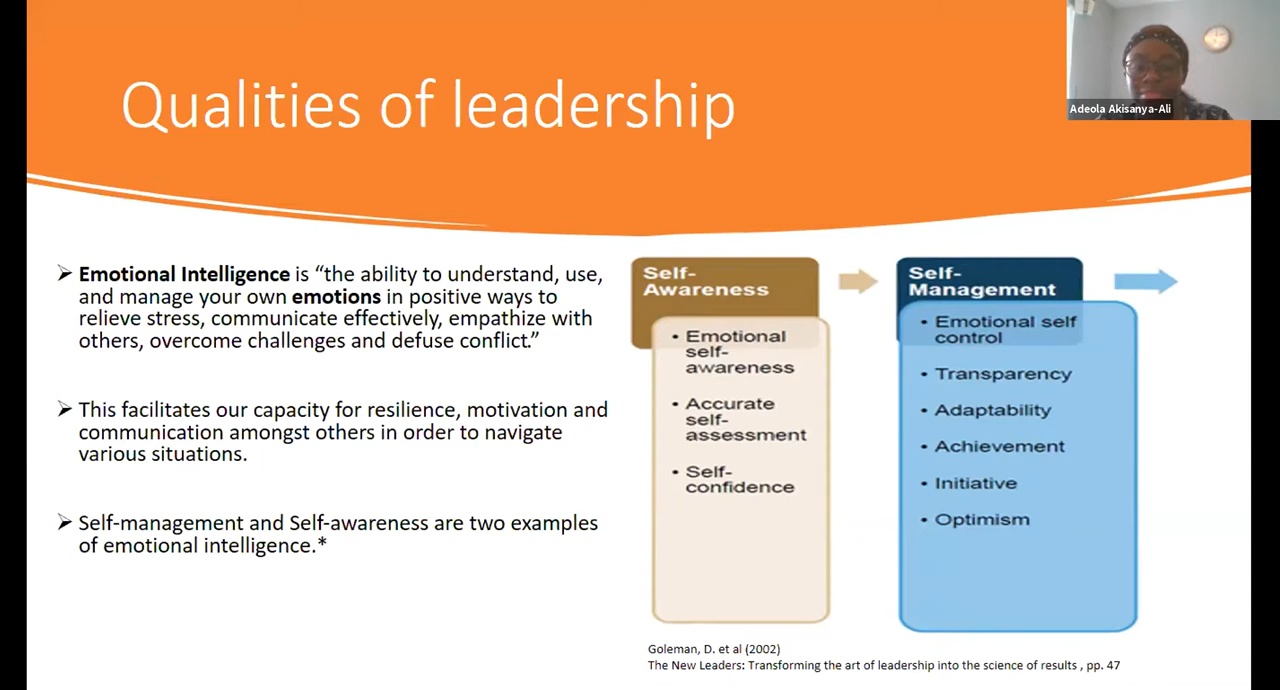 Qualities of leadership
Adeola Akisanya-Ali
➢ Emotional Intelligence is “the ability to understand, use,
and manage your own emotions in positive ways to
relieve stress, communicate effectively, empathize with
others, overcome challenges and defuse conflict.”
➢ This facilitates our capacity for resilience, motivation and
communication amongst others in order to navigate
various situations.
➢ Self-management and Self-awareness are two examples
of emotional intelligence.*
Self-
Awareness
• Emotional
self-
awareness
• Accurate
self-
assessment
• Self-
confidence
Self-
Management
• Emotional self
control
• Transparency
• Adaptability
• Achievement
• Initiative
• Optimism
Goleman, D. et al (2002)
The New Leaders: Transforming the art of leadership into the science of results , pp. 47